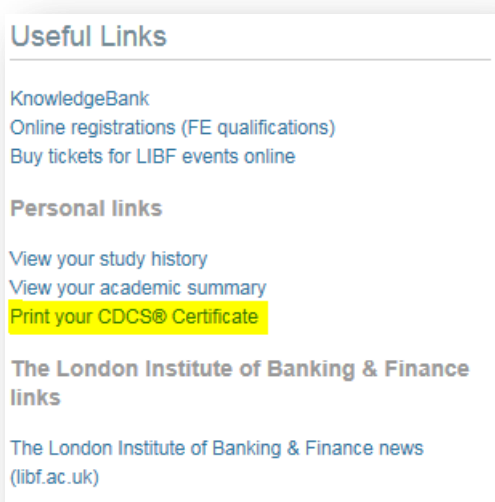 Useful Links
KnowledgeBank
Online registrations (FE qualifications)
Buy tickets for LIBF events online
Personal links
View your study history
View your academic summary
Print your CDCS® Certificate
The London Institute of Banking & Finance
links
The London Institute of Banking & Finance news
(libf.ac.uk)